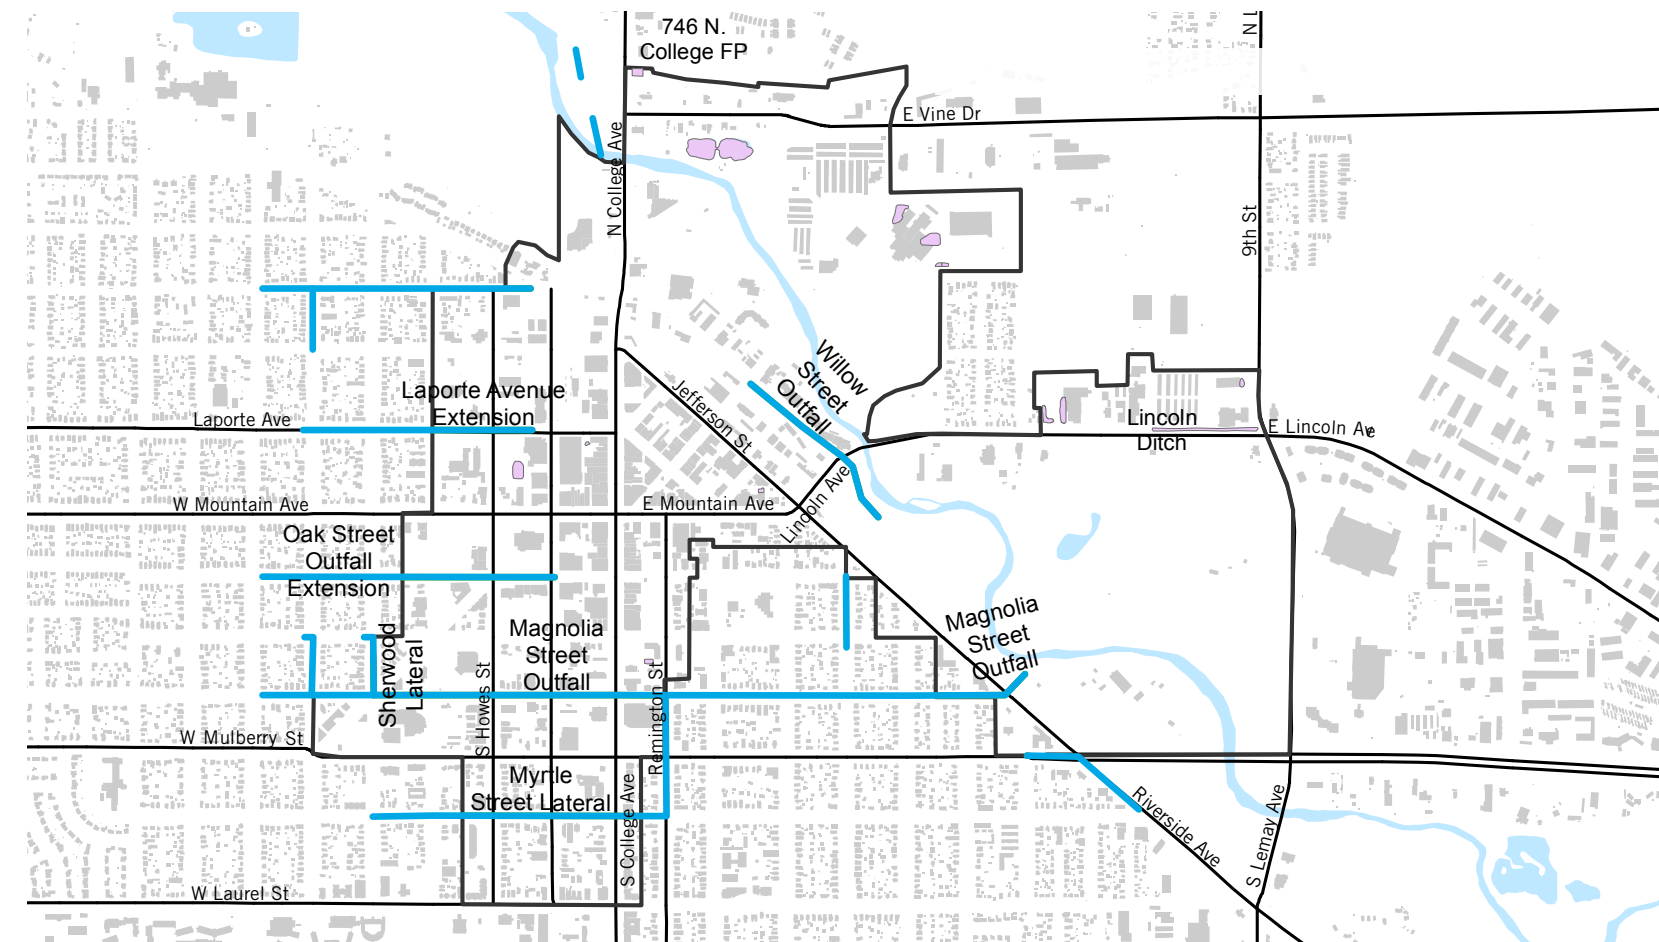 746 N.
College FP
N L
E Vine Dr
N College Ave
9th St
Willow
Street
Outfall
Jefferson St
Laporte Avenue
Extension
Laporte Ave
Lincoln
Ditch
E Lincoln Ave
W Mountain Ave
E Mountain Ave
Lincoln Ave
Oak Street
Outfall
Extension
Sherwood
Lateral
Magnolia
Street
Outfall
Magnolia
Street
Outfall
S Howes St
Remington St
W Mulberry St
Myrtle
Street Lateral
S College Ave
Riverside Ave
S Lemay Ave
W Laurel St